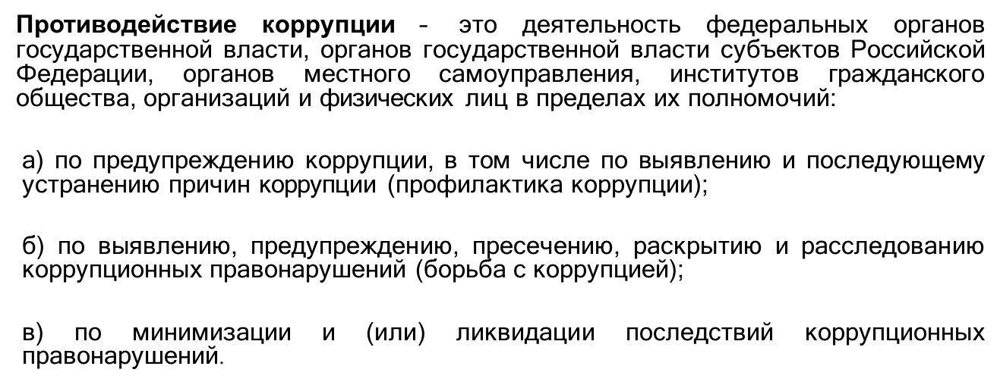 Противодействие коррупции - это деятельность федеральных органов
государственной власти, органов государственной власти субъектов Российской
Федерации, органов местного самоуправления, институтов гражданского
общества, организаций и физических лиц в пределах их полномочий:
а) по предупреждению коррупции, в том числе по выявлению и последующему
устранению причин коррупции (профилактика коррупции);
б) по выявлению, предупреждению, пресечению, раскрытию и расследованию
коррупционных правонарушений (борьба с коррупцией);
в) по минимизации и (или) ликвидации последствий коррупционных
правонарушений.